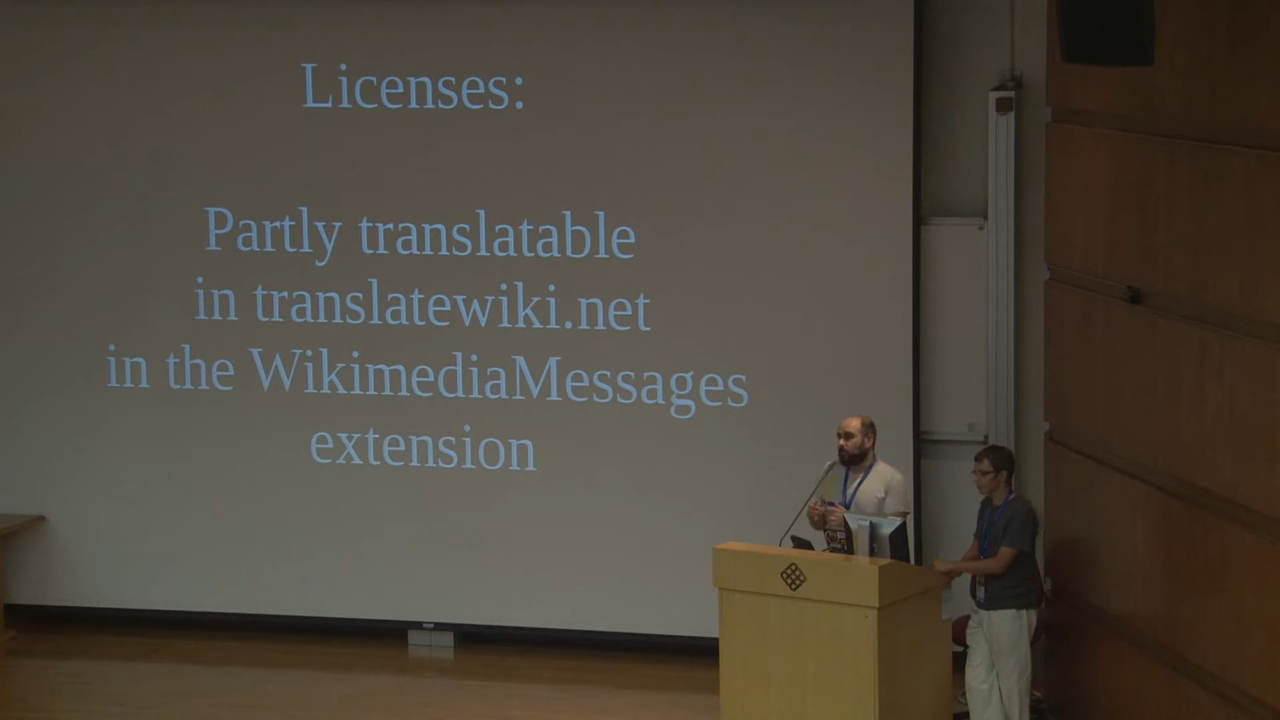 Licenses:
Partly translatable
in translatewiki.net
in the WikimediaMessages
extension